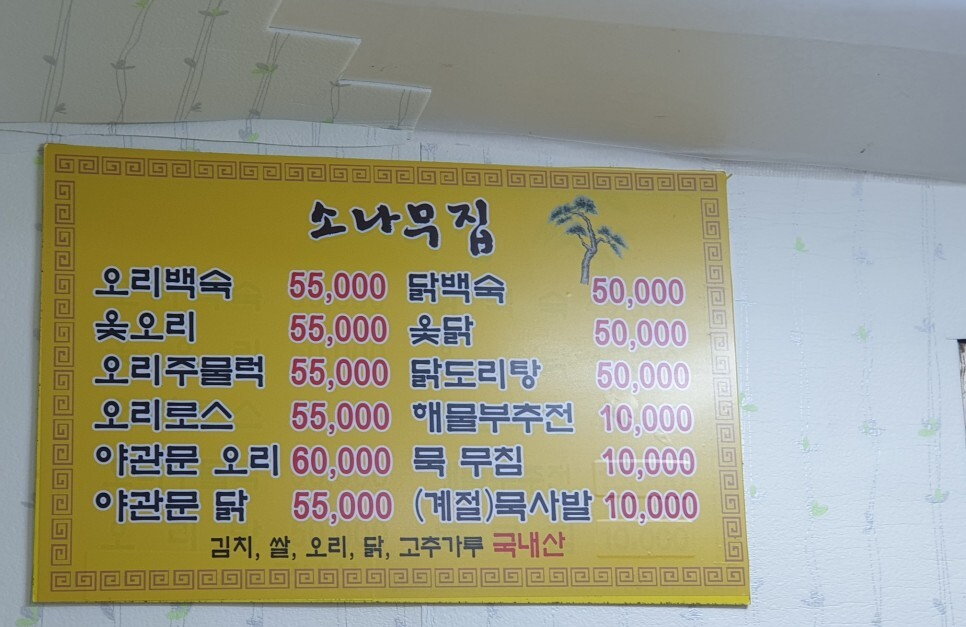 소나무집
오리백숙 55,000 닭백숙 50,000
옻오리 55,000 옻닭 50,000
오리주물럭 55,000 닭도리탕 50,000
오리로스 55,000 해물부추전 10,000
야관문 오리 60,000 묵 무침 10,000
야관문 닭 55,000 (계절)묵사발 10,000
김치, 쌀, 오리, 닭, 고추가루 국내산